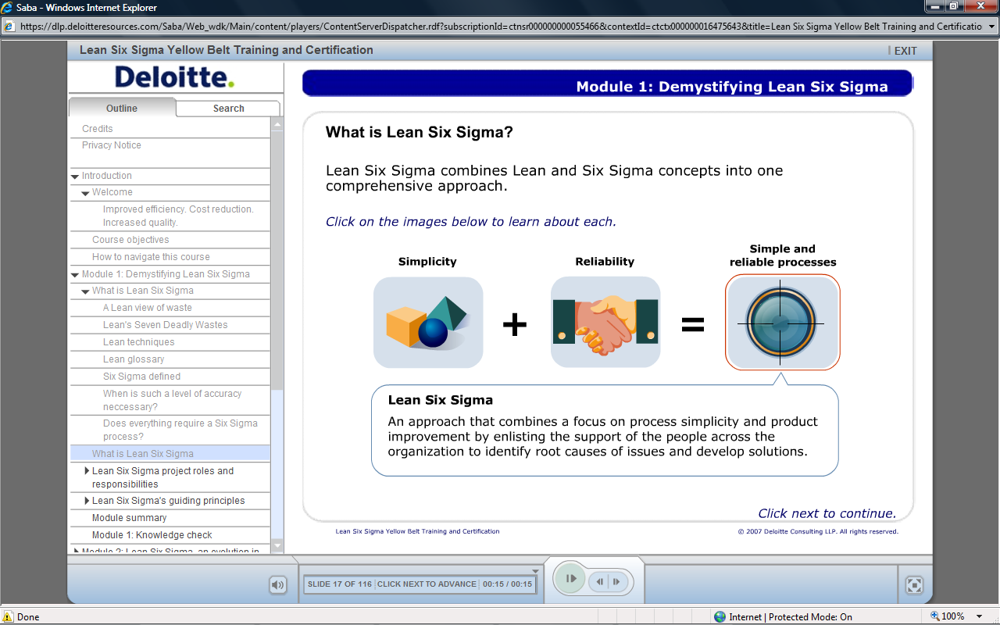 Saba - Windows Internet Explorer
https://dlp.deloitteresources.com/Saba/Web_wdk/Main/content/players/ContentServerDispatcher.rdf?subscriptionId=ctnsr000000000055466&contextId=ctctx000000016475643&title=Lean Six Sigma Yellow Belt Training and Certificatio
Lean Six Sigma Yellow Belt Training and Certification
EXIT
Deloitte.
Outline
Search
Credits
Privacy Notice
Introduction
Welcome
Improved efficiency. Cost reduction.
Increased quality.
Course objectives
How to navigate this course
Module 1: Demystifying Lean Six Sigma
What is Lean Six Sigma
A Lean view of waste
Lean's Seven Deadly Wastes
Lean techniques
Lean glossary
Six Sigma defined
When is such a level of accuracy
neccessary?
Does everything require a Six Sigma
process?
What is Lean Six Sigma
Lean Six Sigma project roles and
responsibilities
Lean Six Sigma's guiding principles
Module summary
Module 1: Knowledge check
Module 2: Lean Six Sigma, an evolution in
Module 1: Demystifying Lean Six Sigma
What is Lean Six Sigma?
Lean Six Sigma combines Lean and Six Sigma concepts into one
comprehensive approach.
Click on the images below to learn about each.
Simplicity
Reliability
Simple and
reliable processes
+
=
Lean Six Sigma
An approach that combines a focus on process simplicity and product
improvement by enlisting the support of the people across the
organization to identify root causes of issues and develop solutions.
Click next to continue.
Lean Six Sigma Yellow Belt Training and Certification
© 2007 Deloitte Consulting LLP. All rights reserved.
SLIDE 17 OF 116 | CLICK NEXT TO ADVANCE | 00:15 / 00:15
Done
Internet | Protected Mode: On
100%